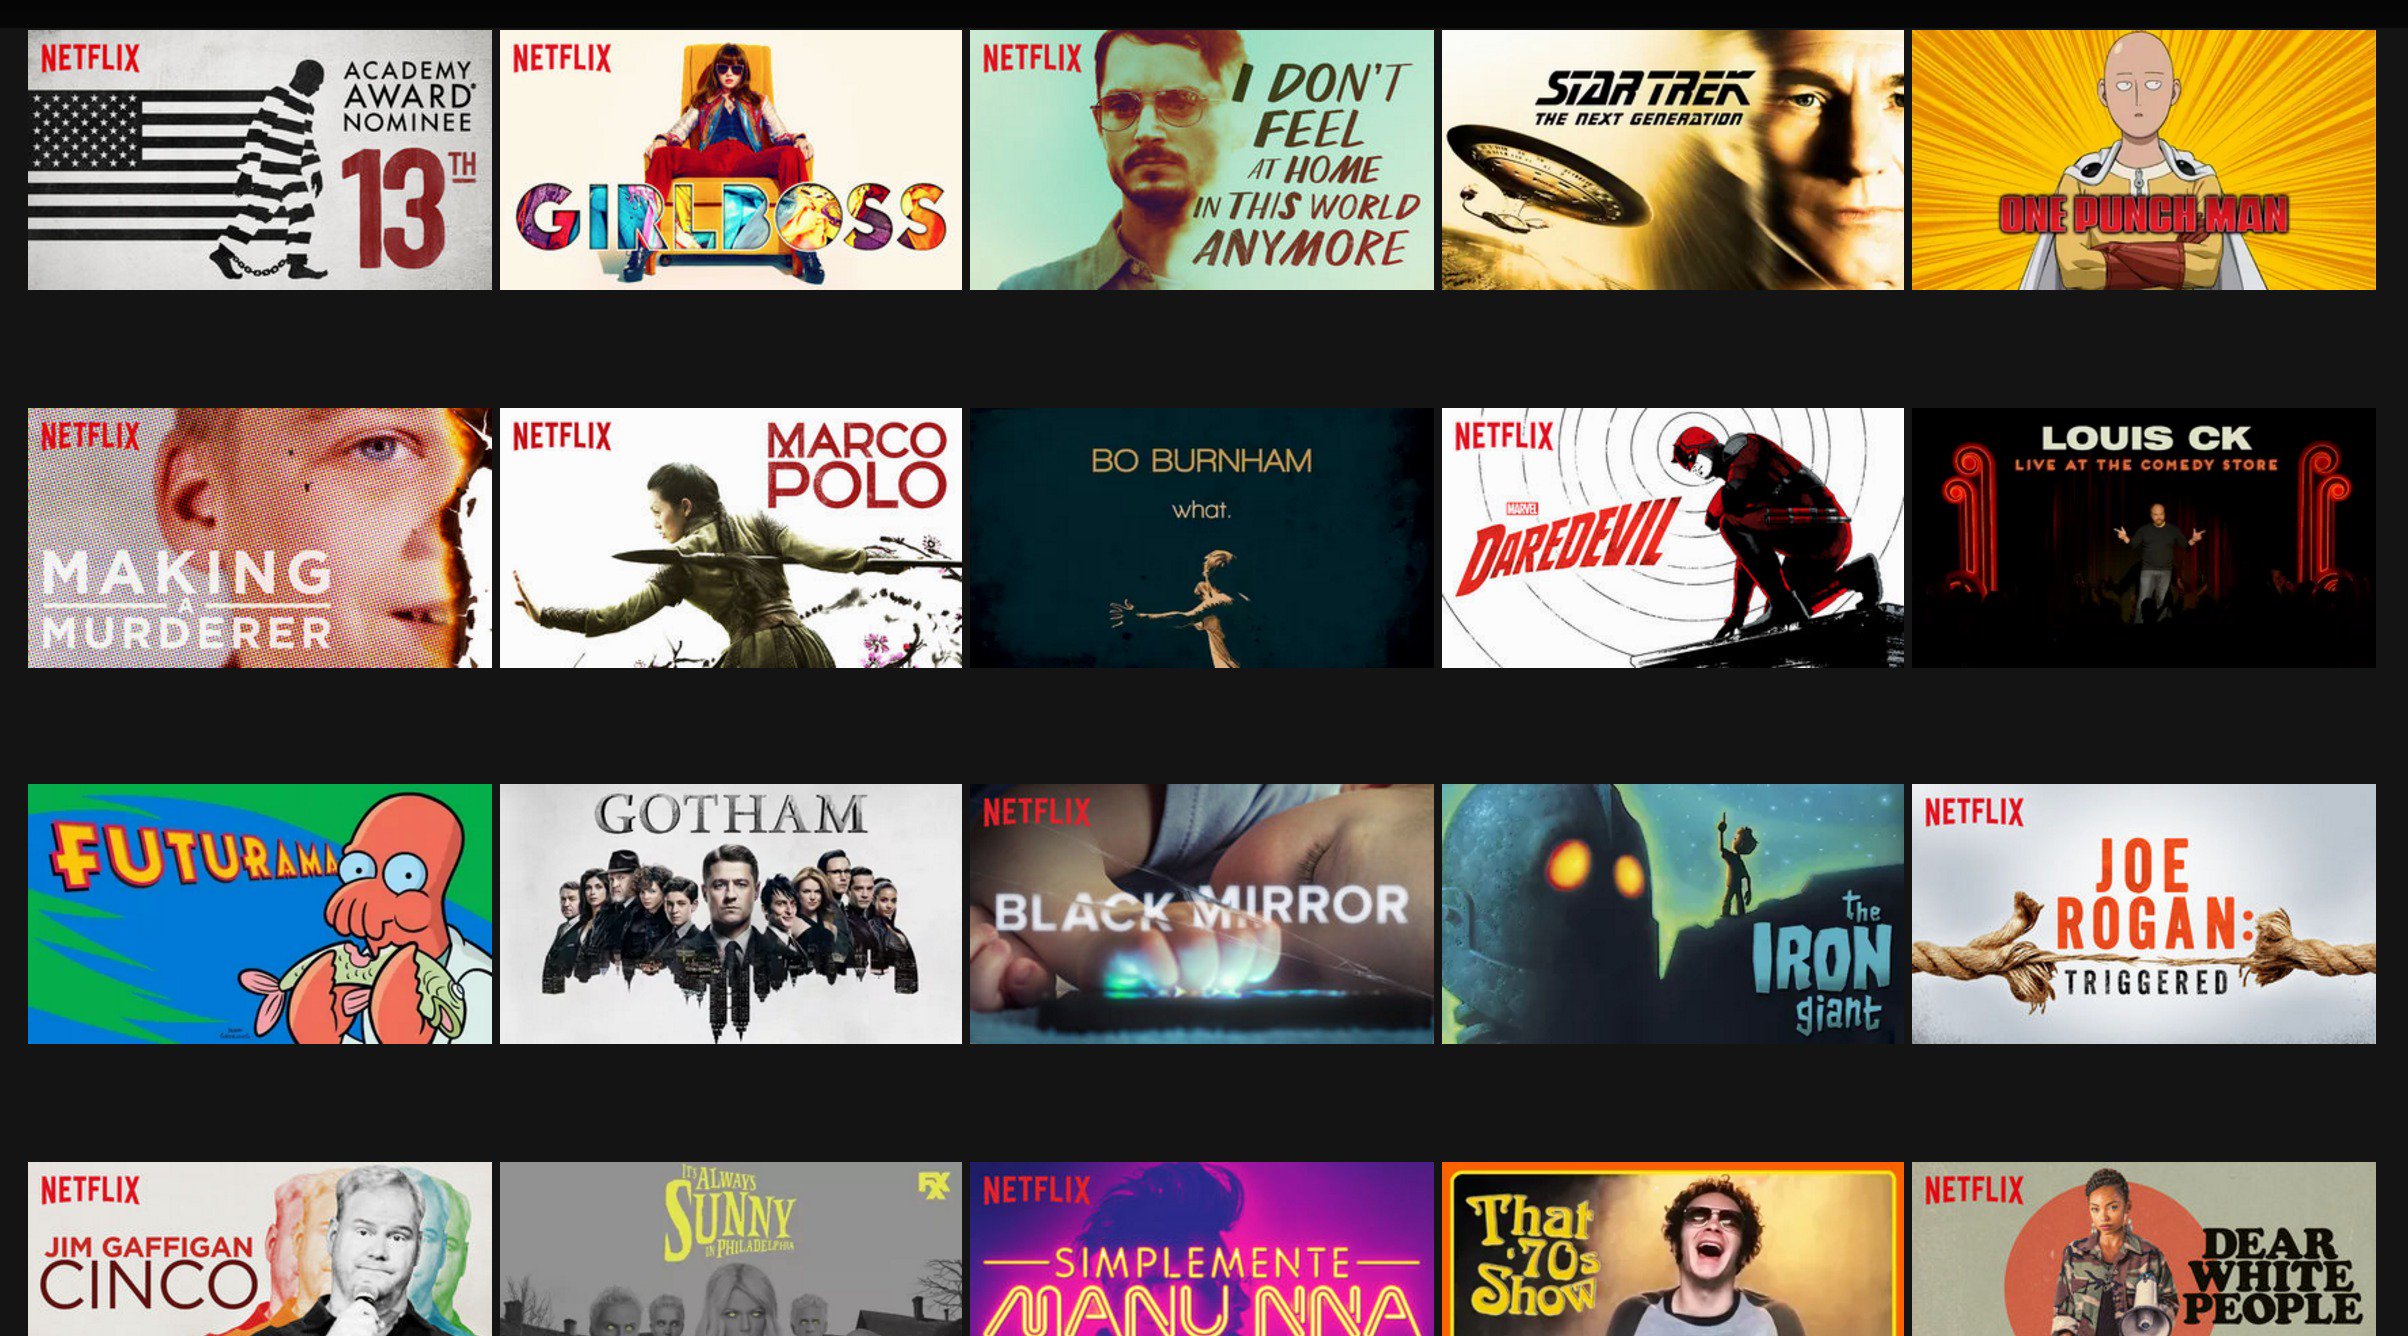 NETFLIX
ACADEMY
AWARD®
NOMINEE
13TH
NETFLIX
GIRLBOSS
NETFLIX
I DON'T
FEEL
AT HOME
IN THIS WORLD
ANYMORE
STAR TREK
THE NEXT GENERATION
ONE PUNCH MAN
NETFLIX
MAKING
A
MURDERER
NETFLIX
MARCO
POLO
BO BURNHAM
what.
NETFLIX
MARVEL
DAREDEVIL
LOUIS CK
LIVE AT THE COMEDY STORE
FUTURAMA
GOTHAM
NETFLIX
BLACK MIRROR
the
IRON
giant
NETFLIX
JOE
ROGAN:
TRIGGERED
NETFLIX
JIM GAFFIGAN
CINCO
IT'S ALWAYS
SUNNY
IN PHILADELPHIA
FX
NETFLIX
SIMPLEMENTE
MANU NNA
That
'70s
Show
NETFLIX
DEAR
WHITE
PEOPLE